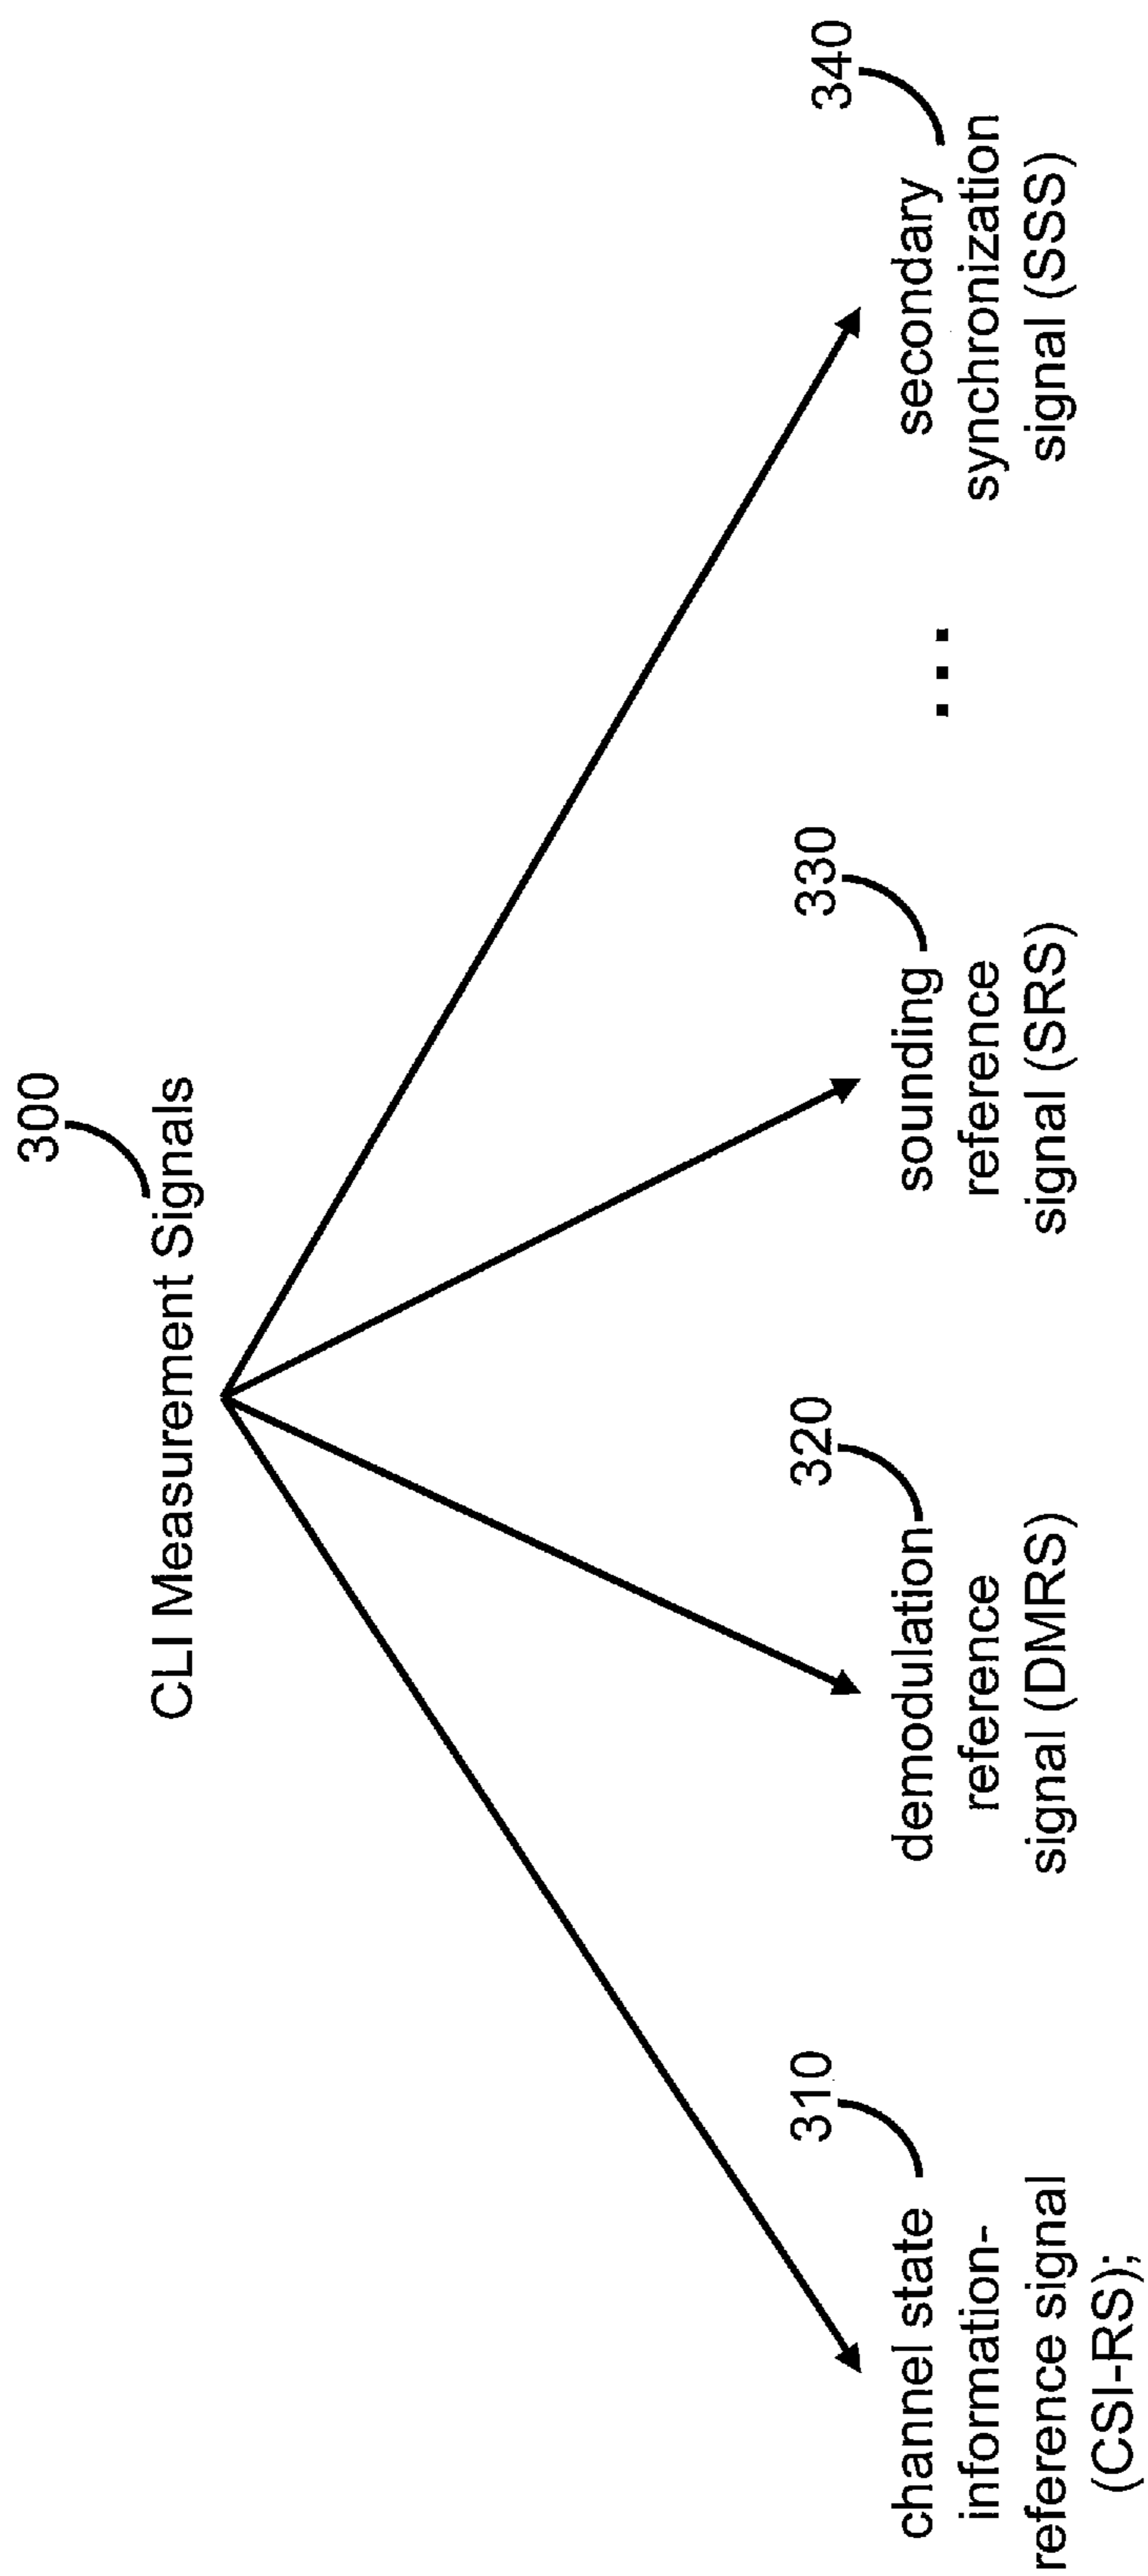 300
CLI Measurement Signals
310
channel state
information-
reference signal
(CSI-RS);
320
demodulation
reference
signal (DMRS)
330
sounding
reference
signal (SRS)
...
340
secondary
synchronization
signal (SSS)